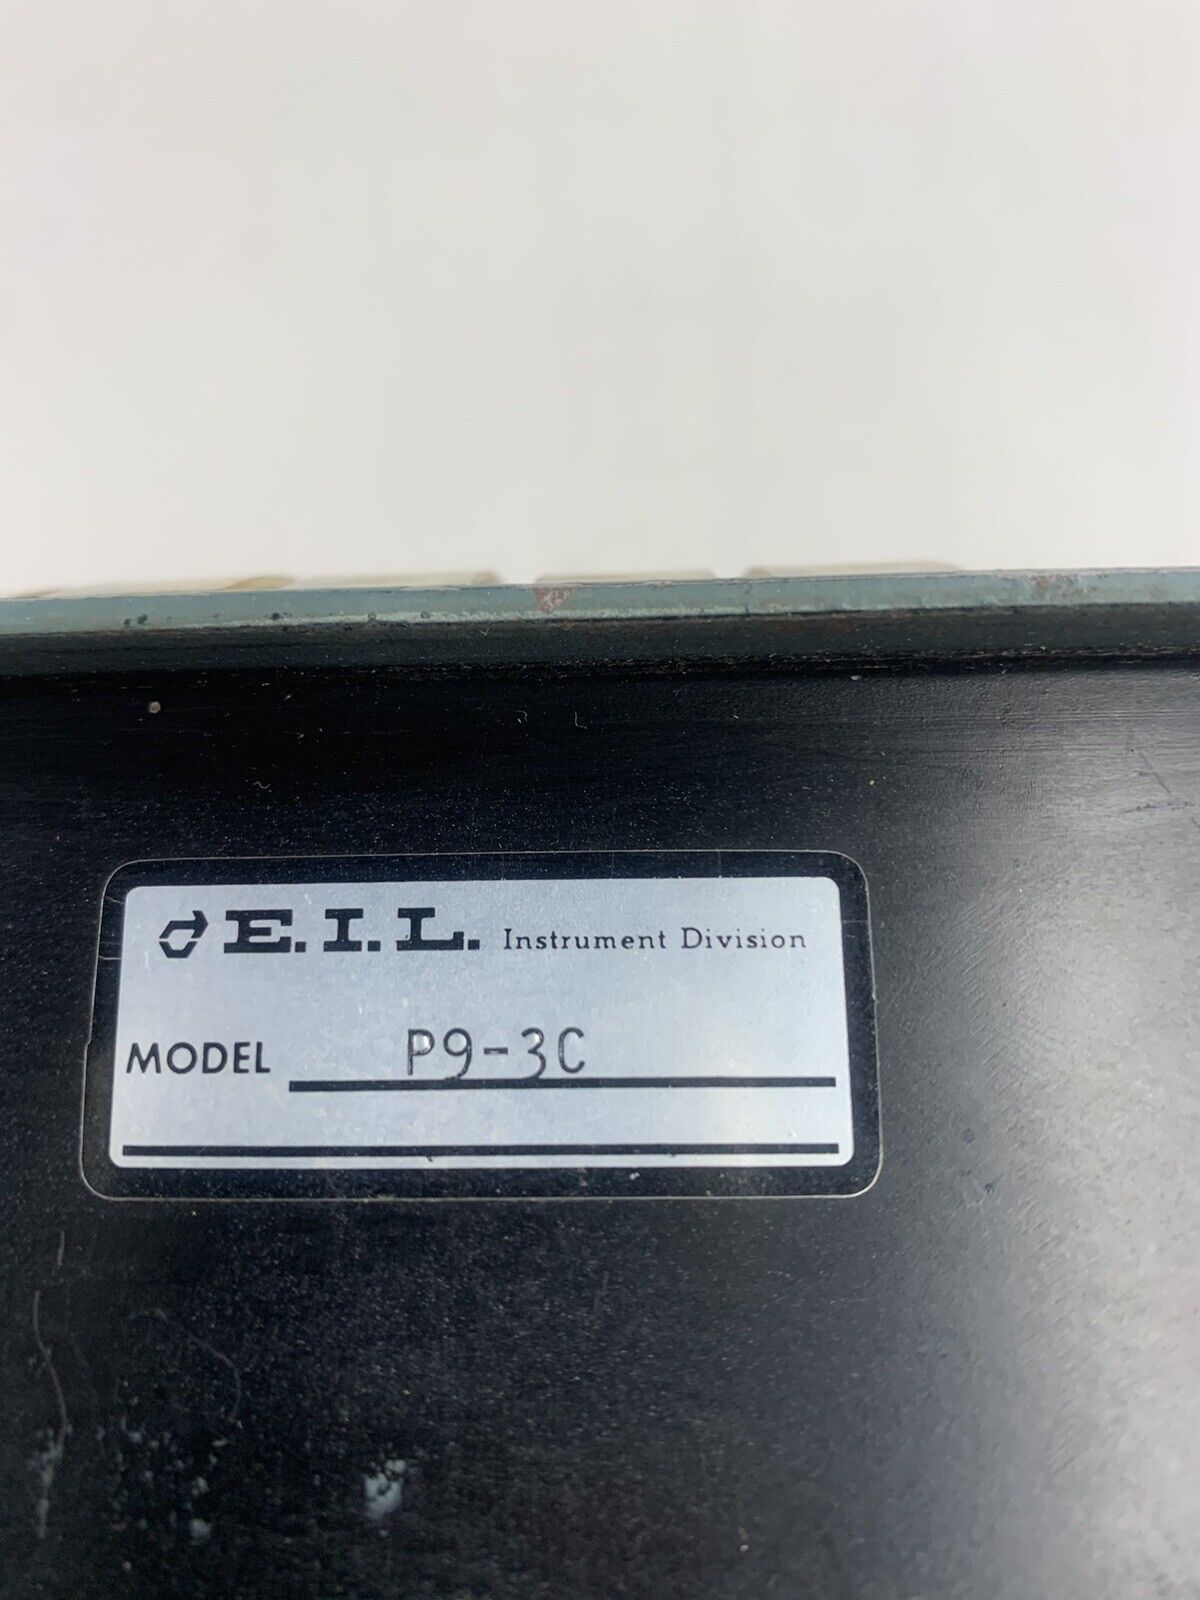 E.I.L. Instrument Division
MODEL P9-3C